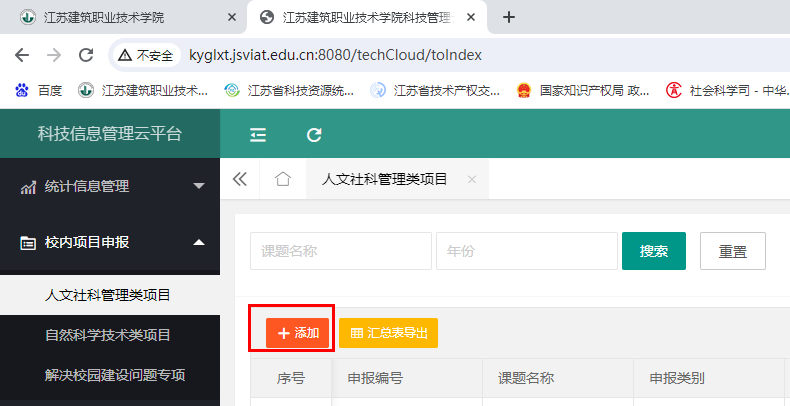 江苏建筑职业技术学院
江苏建筑职业技术学院科技管理
不安全 kyglxt.jsviat.edu.cn:8080/techCloud/toIndex
百度 江苏建筑职业技术... 江苏省科技资源统... 江苏省技术产权交... 国家知识产权局 政... 社会科学司 - 中华
科技信息管理云平台
统计信息管理
校内项目申报
人文社科管理类项目
自然科学技术类项目
解决校园建设问题专项
人文社科管理类项目
课题名称 年份 搜索 重置
添加 汇总表导出
序号 申报编号 课题名称 申报类别